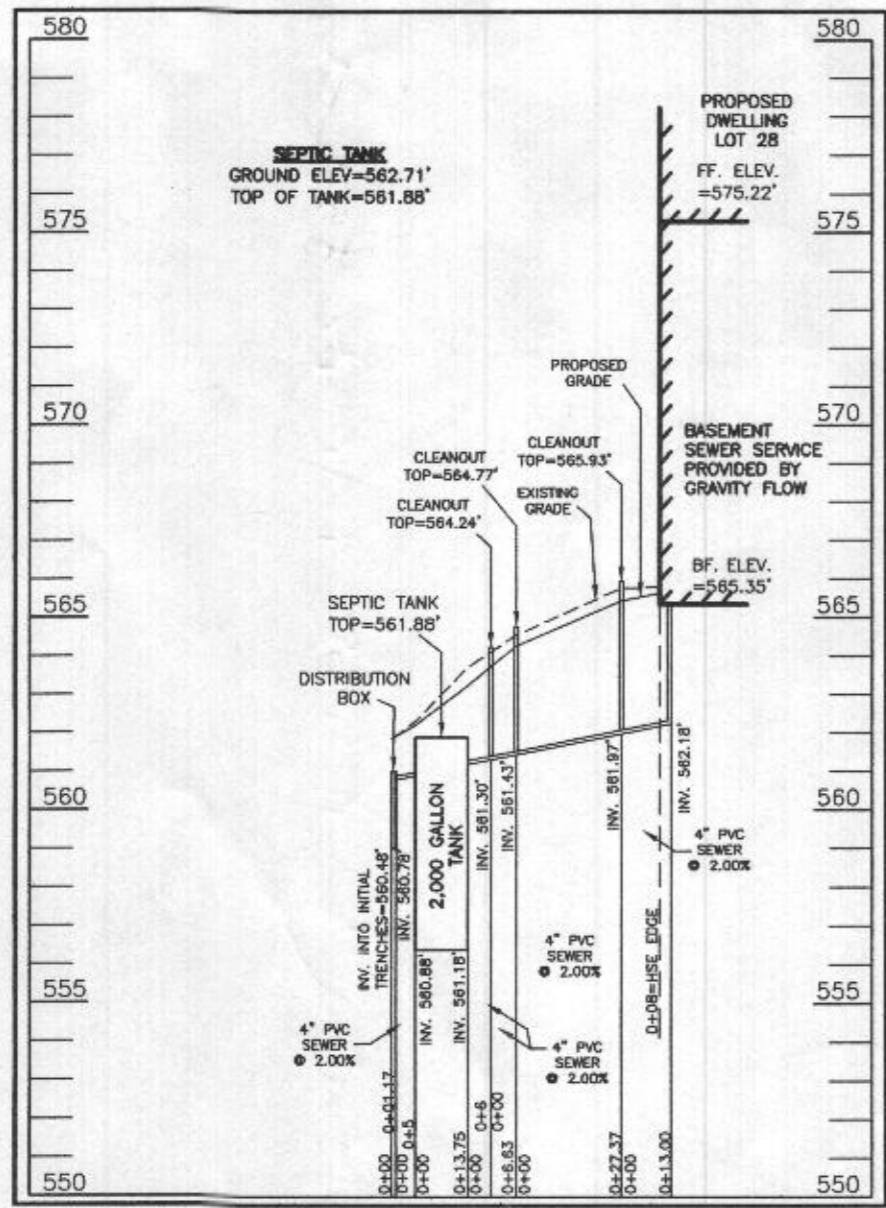 580
580
PROPOSED
DWELLING
LOT 28
SEPTIC TANK
GROUND ELEV=562.71'
TOP OF TANK=561.88'
FF. ELEV.
=575.22'
575
575
PROPOSED
GRADE
570
570
CLEANOUT
TOP=564.77'
CLEANOUT
TOP=565.93'
BASEMENT
SEWER SERVICE
PROVIDED BY
GRAVITY FLOW
CLEANOUT
TOP=564.24'
EXISTING
GRADE
BF. ELEV.
=565.35'
SEPTIC TANK
TOP=561.88'
565
565
DISTRIBUTION
BOX
560
560
INV. INTO INITIAL
TRENCHES=560.48'
INV. 560.78'
2,000 GALLON
TANK
INV. 561.30'
INV. 561.43'
INV. 561.97'
INV. 562.18'
4" PVC
SEWER
@ 2.00%
INV. 560.88'
INV. 561.18'
4" PVC
SEWER
@ 2.00%
0+08=HSE EDGE
555
555
4" PVC
SEWER
@ 2.00%
4" PVC
SEWER
@ 2.00%
0+00
0+01.17
0+00
0+5
0+00
0+13.75
0+00
0+6
0+00
0+6.63
0+00
0+22.37
0+00
0+13.00
550
550